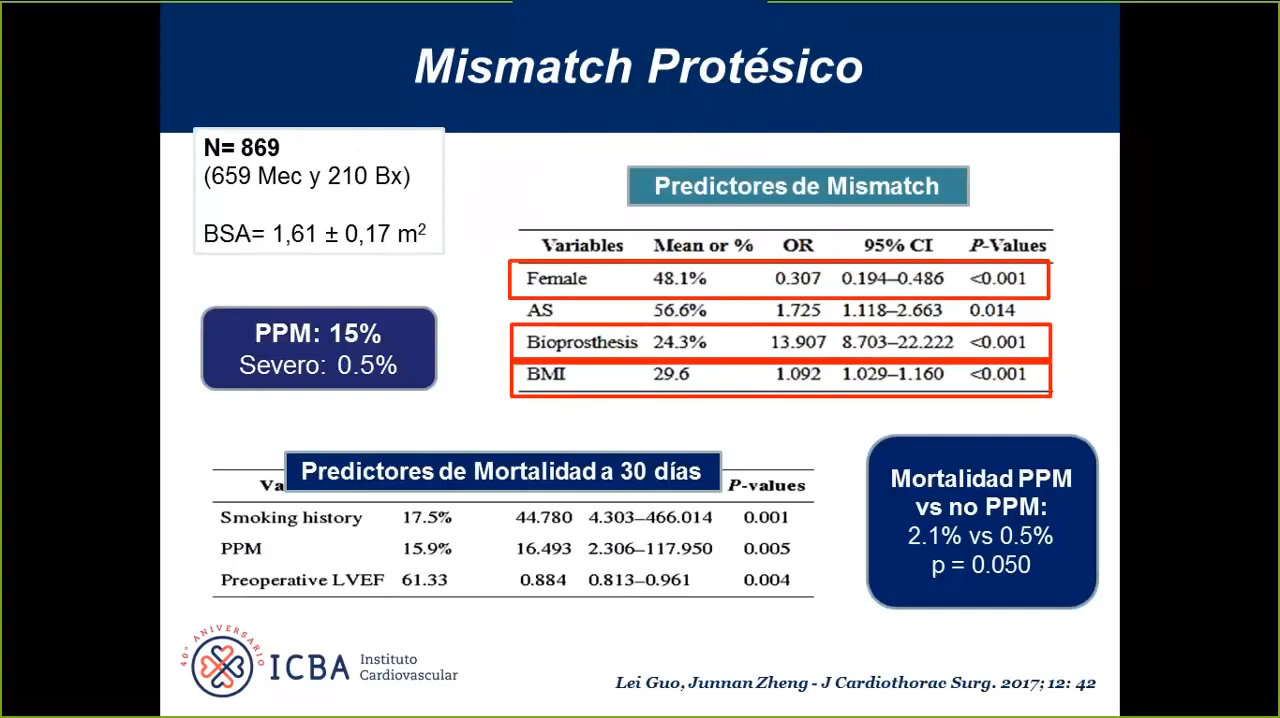 Mismatch Protésico
N= 869
(659 Mec y 210 Bx)
BSA= 1,61 ± 0,17 m²
Predictores de Mismatch
Variables Mean or % OR 95% CI P-Values
Female 48.1% 0.307 0.194–0.486 <0.001
AS 56.6% 1.725 1.118–2.663 0.014
Bioprosthesis 24.3% 13.907 8.703–22.222 <0.001
BMI 29.6 1.092 1.029–1.160 <0.001
PPM: 15%
Severo: 0.5%
Predictores de Mortalidad a 30 días
P-values
Smoking history 17.5% 44.780 4.303–466.014 0.001
PPM 15.9% 16.493 2.306–117.950 0.005
Preoperative LVEF 61.33 0.884 0.813–0.961 0.004
Mortalidad PPM
vs no PPM:
2.1% vs 0.5%
p = 0.050
40° ANIVERSARIO
ICBA
Instituto
Cardiovascular
Lei Guo, Junnan Zheng - J Cardiothorac Surg. 2017; 12: 42